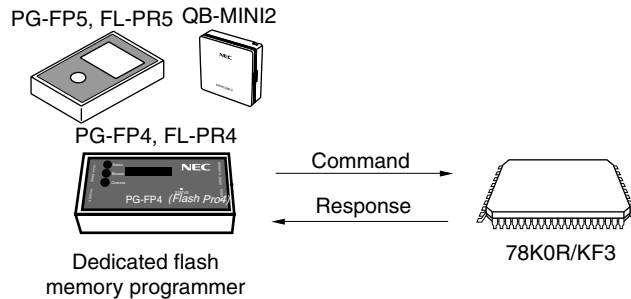 PG-FP5, FL-PR5 QB-MINI2
NEC
PG-FP4, FL-PR4
NEC
PG-FP4 (Flash Pro4)
Command
Response
78K0R/KF3
Dedicated flash
memory programmer